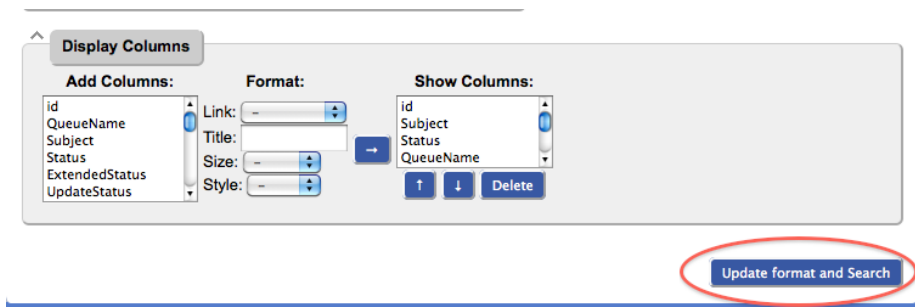 Display Columns
Add Columns: Format: Show Columns:
id
QueueName
Subject
Status
ExtendedStatus
UpdateStatus
Link: -
Title:
Size: -
Style: -
→
id
Subject
Status
QueueName
↑ ↓ Delete
Update format and Search